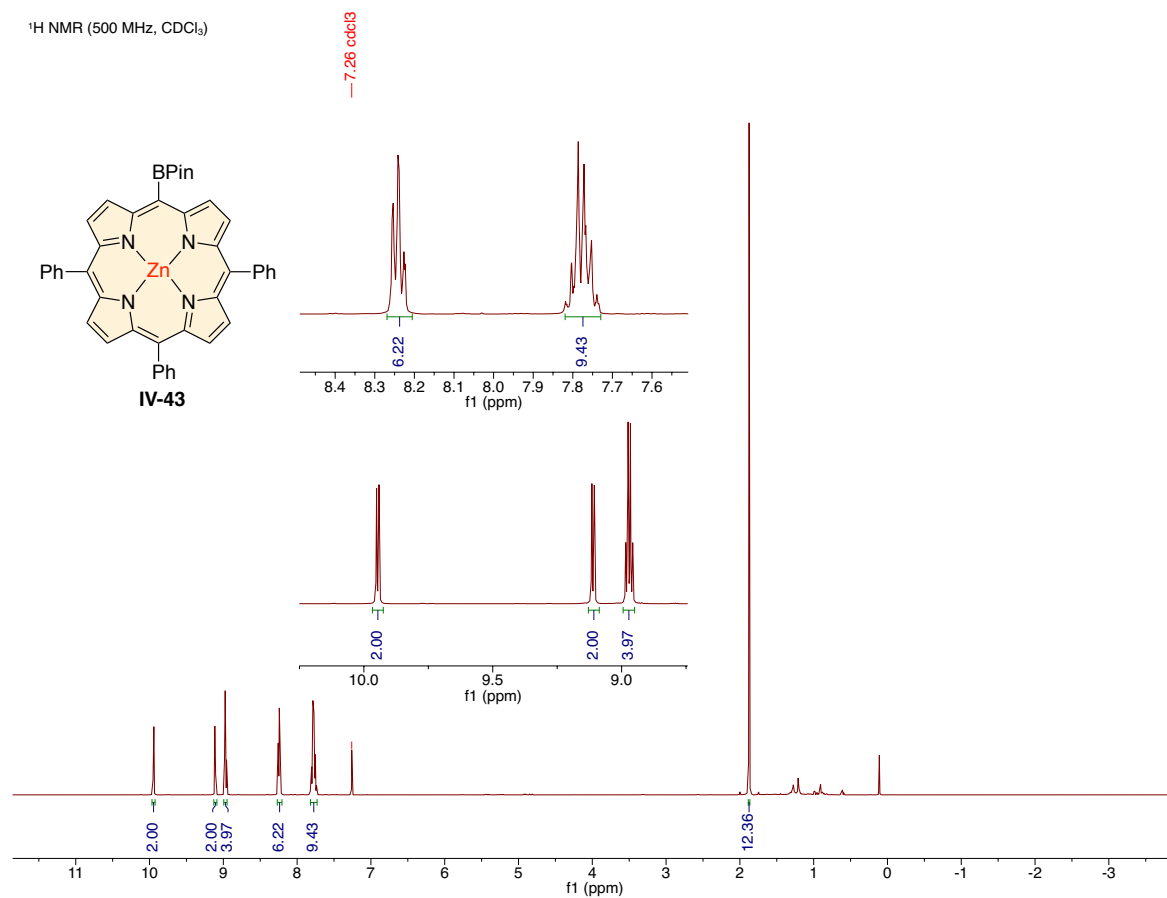 ¹H NMR (500 MHz, CDCl₃)
—7.26 cdcl3
BPin
N
N
Zn
Ph
Ph
N
N
Ph
IV-43
6.22
9.43
8.4 8.3 8.2 8.1 8.0 7.9 7.8 7.7 7.6
f1 (ppm)
2.00
2.00
3.97
10.0 9.5 9.0
f1 (ppm)
2.00
2.00
3.97
6.22
9.43
12.36
11 10 9 8 7 6 5 4 3 2 1 0 -1 -2 -3
f1 (ppm)